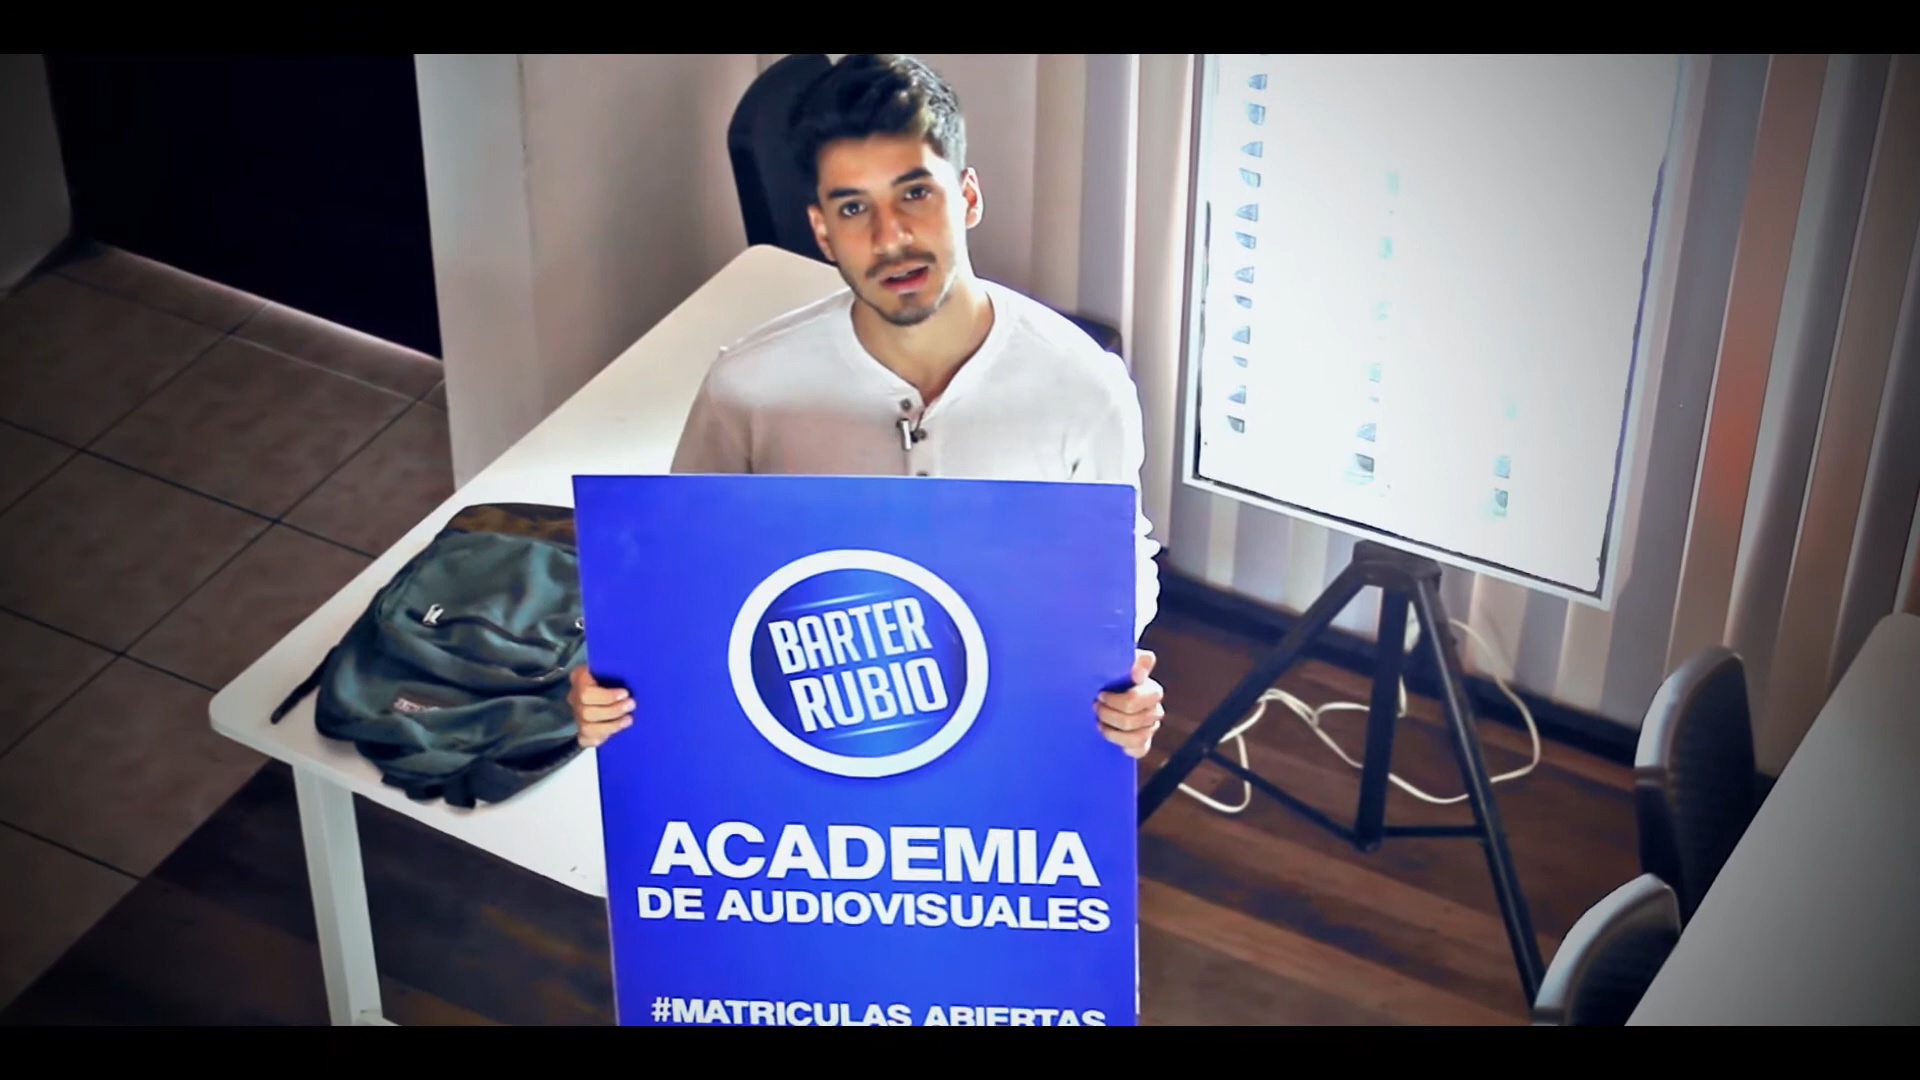 BARTER
RUBIO
ACADEMIA
DE AUDIOVISUALES
#MATRICULAS ABIERTAS